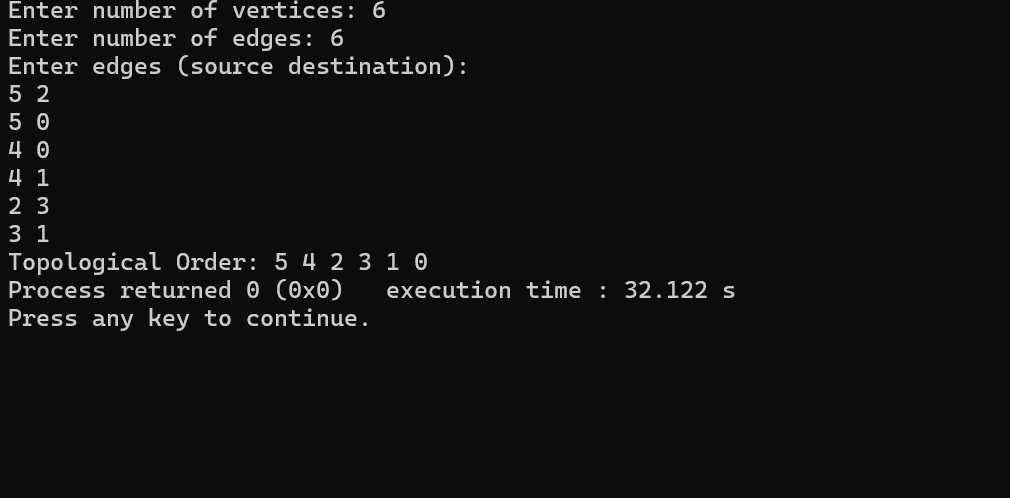 Enter number of vertices: 6
Enter number of edges: 6
Enter edges (source destination):
5 2
5 0
4 0
4 1
2 3
3 1
Topological Order: 5 4 2 3 1 0
Process returned 0 (0x0)   execution time : 32.122 s
Press any key to continue.